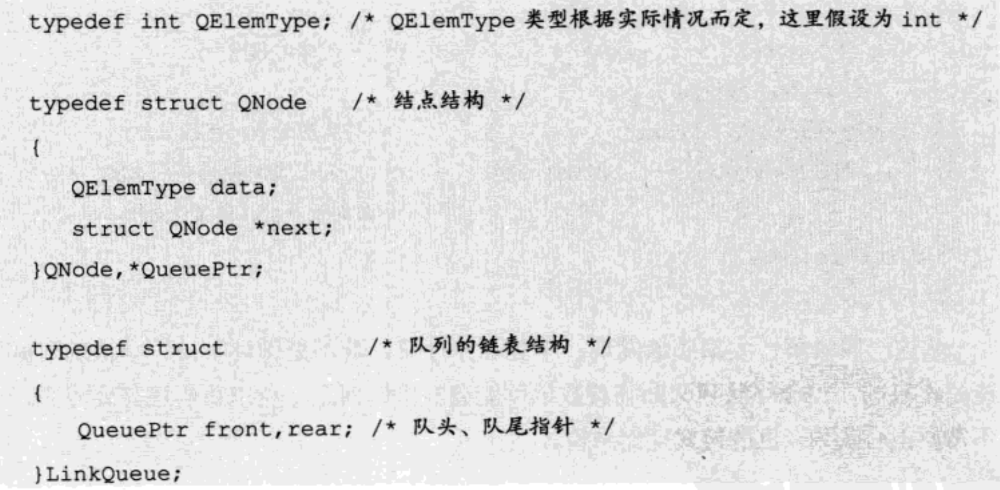 typedef int QElemType; /* QElemType 类型根据实际情况而定，这里假设为 int */
typedef struct QNode /* 结点结构 */
{
QElemType data;
struct QNode *next;
}QNode,*QueuePtr;
typedef struct /* 队列的链表结构 */
{
QueuePtr front,rear; /* 队头、队尾指针 */
}LinkQueue;